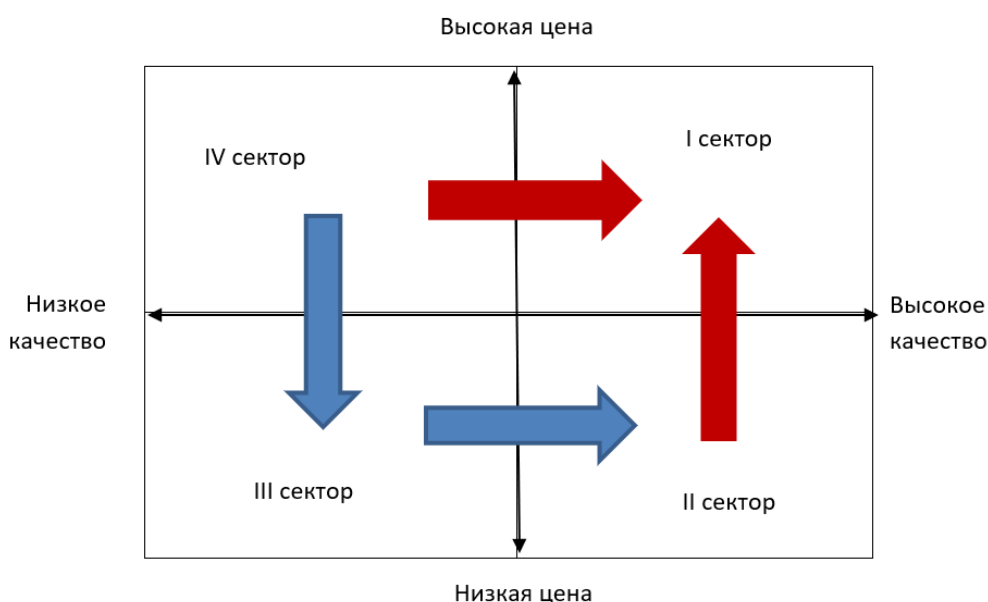 Высокая цена
IV сектор
I сектор
Низкое
качество
Высокое
качество
III сектор
II сектор
Низкая цена